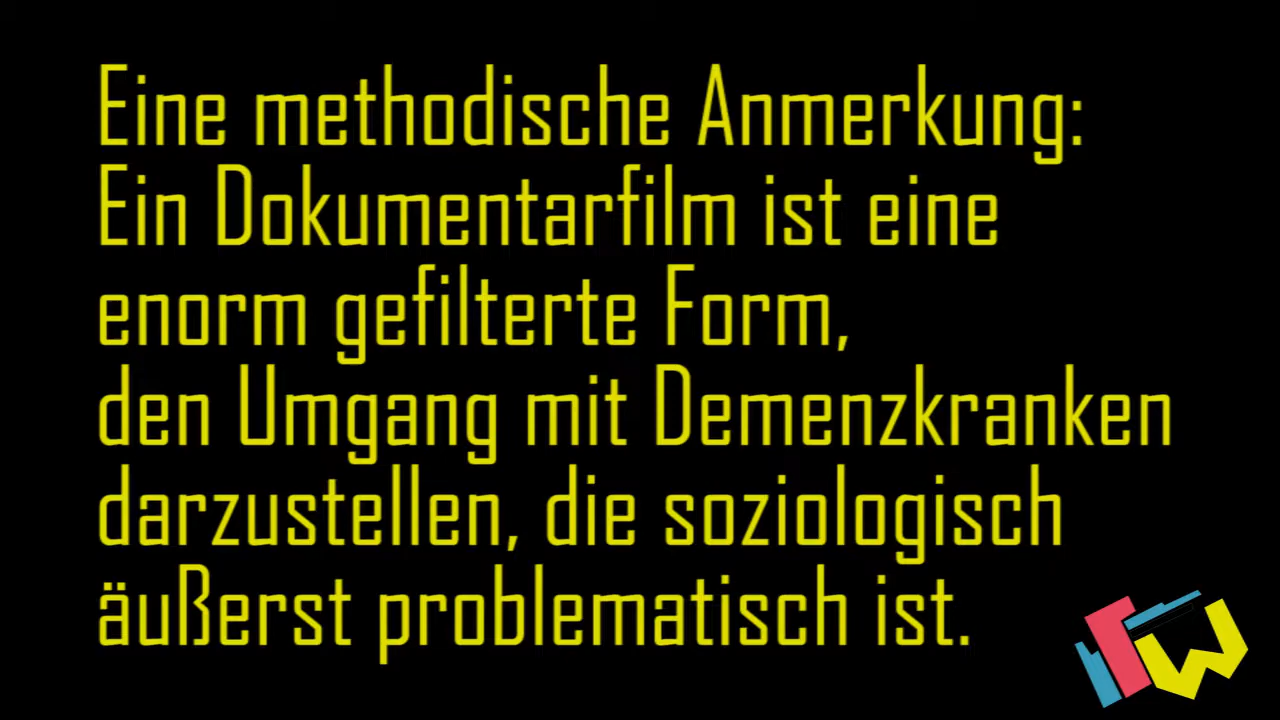 Eine methodische Anmerkung:
Ein Dokumentarfilm ist eine
enorm gefilterte Form,
den Umgang mit Demenzkranken
darzustellen, die soziologisch
äußerst problematisch ist.